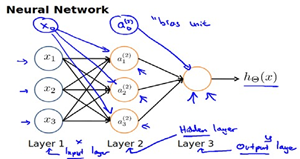 Neural Network
x₀ a₀⁽²⁾ "bias unit
x₁ a₁⁽²⁾
x₂ a₂⁽²⁾ h_Θ(x)
x₃ a₃⁽²⁾
Hidden layer y
Layer 1 x Layer 2 Layer 3
Input layer Output layer